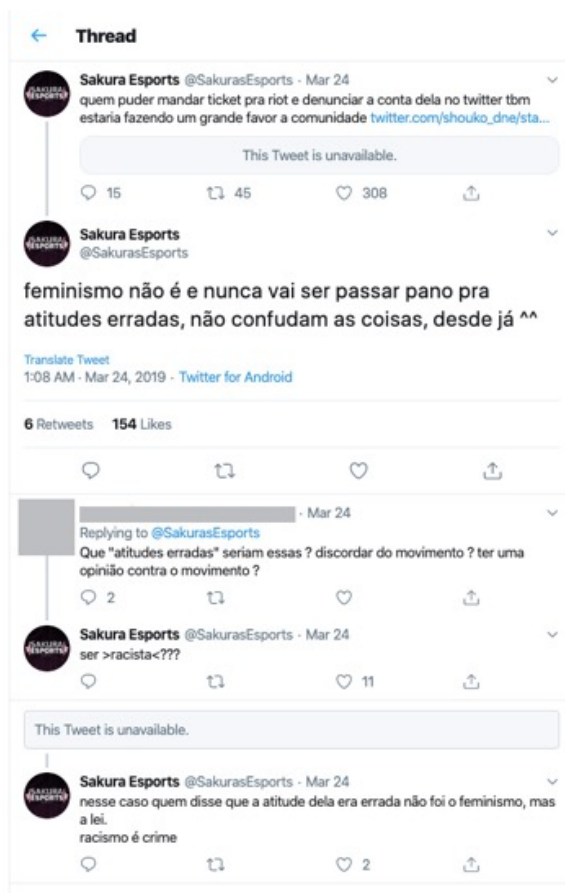 Thread
Sakura Esports @SakurasEsports · Mar 24
quem puder mandar ticket pra riot e denunciar a conta dela no twitter tbm
estaria fazendo um grande favor a comunidade twitter.com/shouko_dne/sta...
This Tweet is unavailable.
15 45 308
Sakura Esports
@SakurasEsports
feminismo não é e nunca vai ser passar pano pra
atitudes erradas, não confudam as coisas, desde já ^^
Translate Tweet
1:08 AM · Mar 24, 2019 · Twitter for Android
6 Retweets 154 Likes
· Mar 24
Replying to @SakurasEsports
Que "atitudes erradas" seriam essas ? discordar do movimento ? ter uma
opinião contra o movimento ?
2
Sakura Esports @SakurasEsports · Mar 24
ser >racista<???
11
This Tweet is unavailable.
Sakura Esports @SakurasEsports · Mar 24
nesse caso quem disse que a atitude dela era errada não foi o feminismo, mas
a lei.
racismo é crime
2